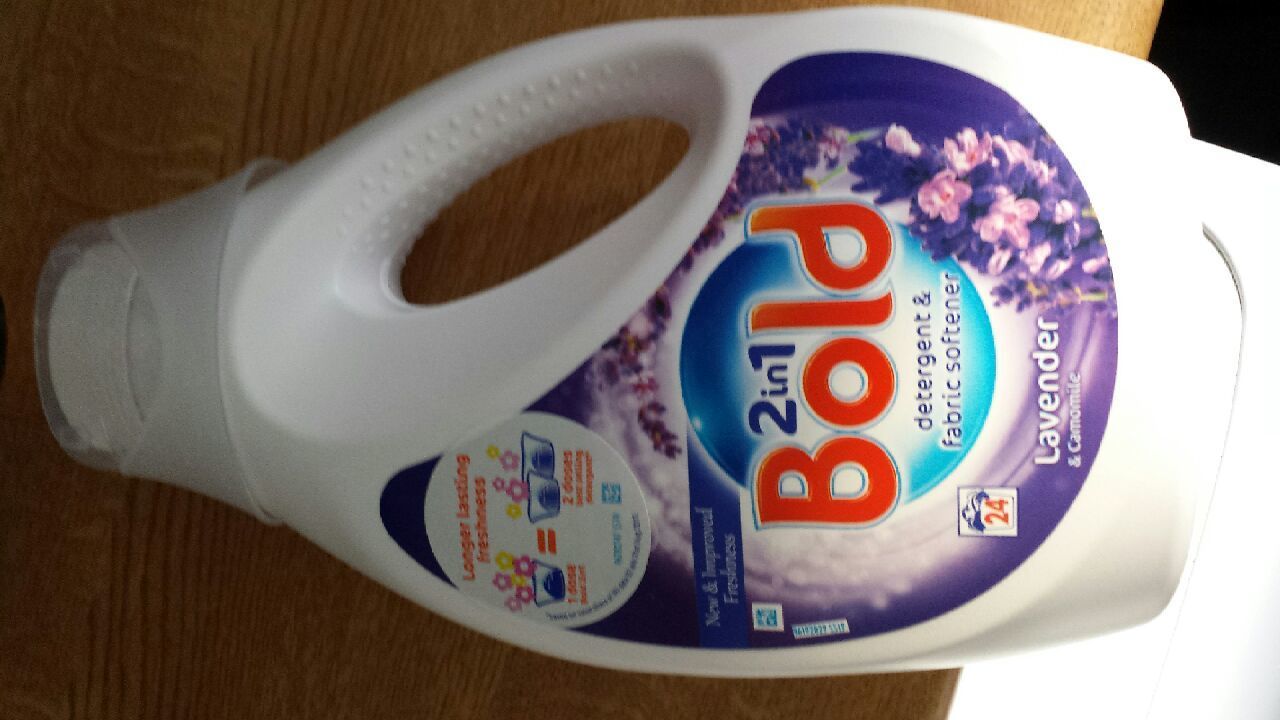 Longer lasting
freshness
1 dose
=
2 doses
New & Improved
Freshness
2in1
Bold
detergent &
fabric softener
Lavender
& Camomile
24